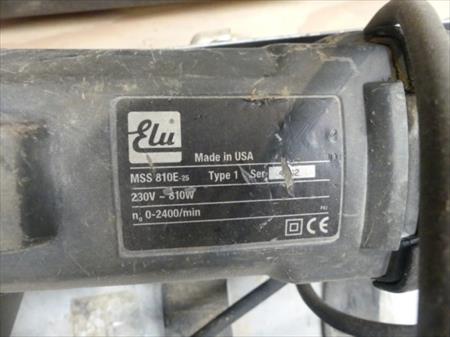 Elu
Made in USA
MSS 810E-25 Type 1 Ser.
230V ~ 810W
n₀ 0-2400/min
CE